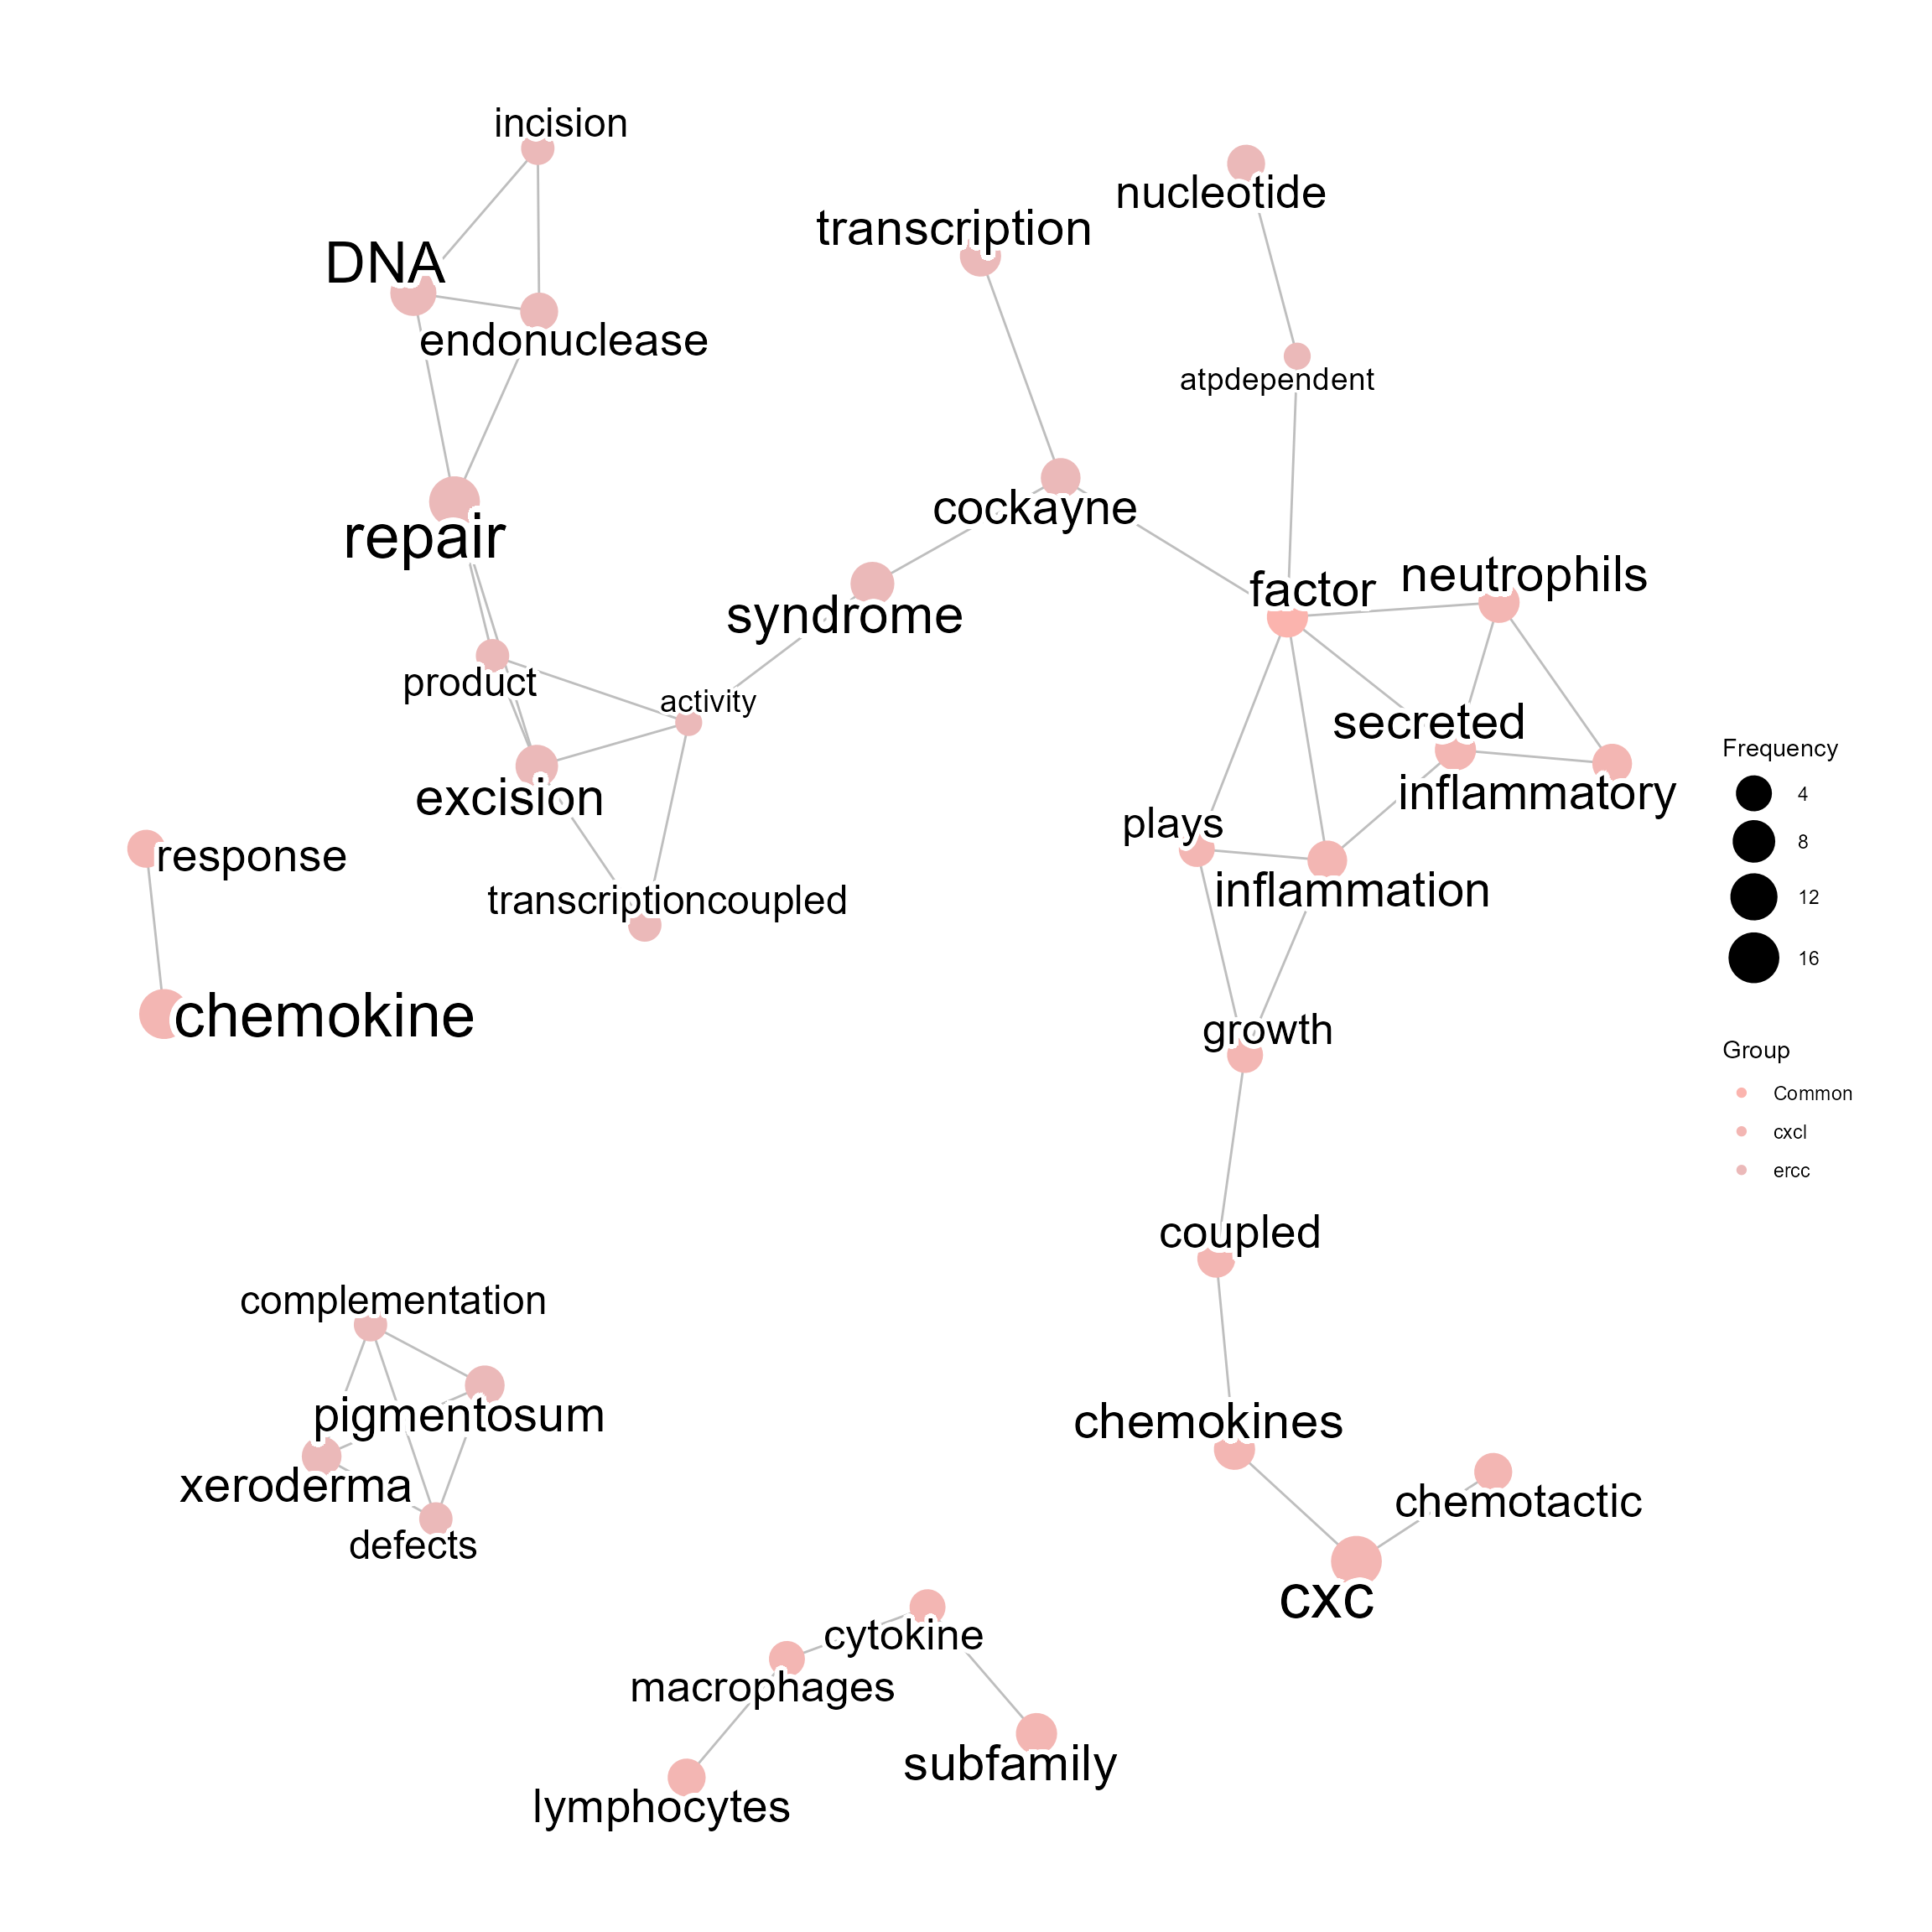 incision
nucleotide
transcription
DNA
endonuclease
atpdependent
cockayne
repair
neutrophils
factor
syndrome
product
activity
secreted
inflammatory
excision
plays
response
inflammation
transcriptioncoupled
chemokine
growth
coupled
complementation
pigmentosum
chemokines
xeroderma
chemotactic
defects
cxc
cytokine
macrophages
subfamily
lymphocytes
Frequency
4
8
12
16
Group
Common
cxcl
ercc